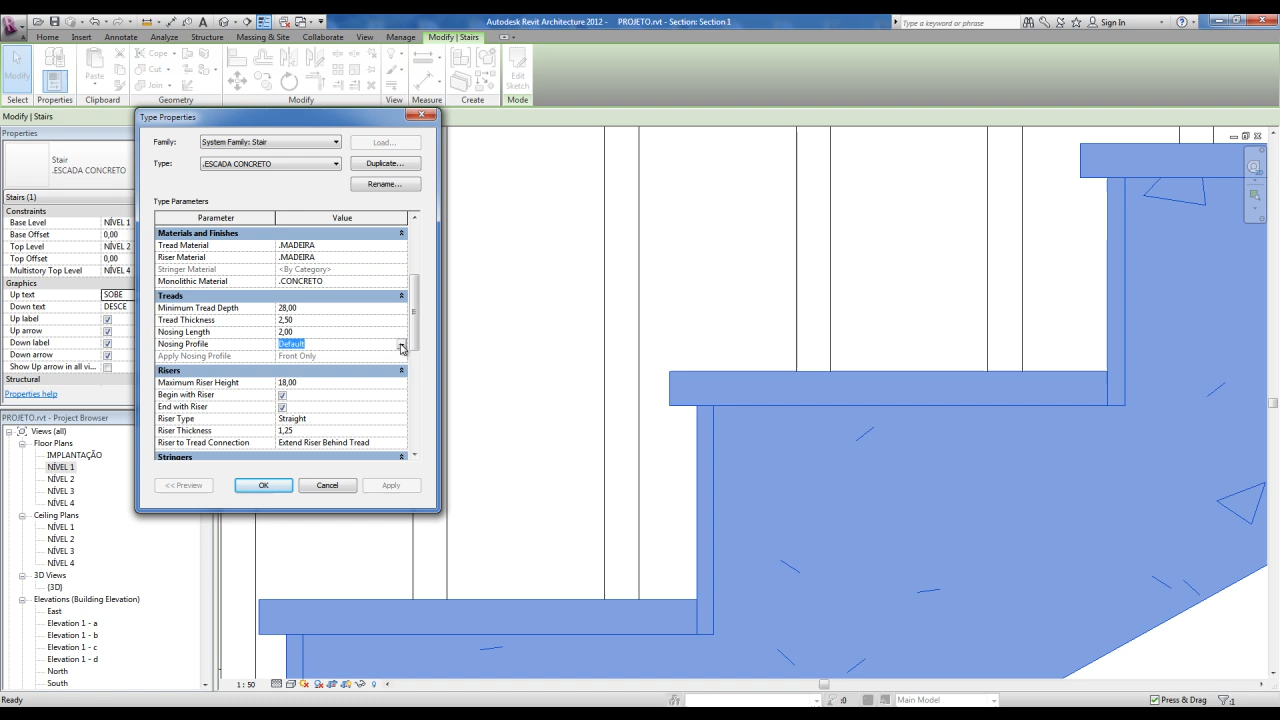 Autodesk Revit Architecture 2012 - PROJETO.rvt - Section: Section 1
Type a keyword or phrase
Sign In
Home Insert Annotate Analyze Structure Massing & Site Collaborate View Manage Modify | Stairs
Modify Paste Cope Cut Join Edit Sketch
Select Properties Clipboard Geometry Modify View Measure Create Mode
Modify | Stairs
Properties
Stair
.ESCADA CONCRETO
Stairs (1)
Constraints
Base Level NÍVEL 1
Base Offset 0,00
Top Level NÍVEL 2
Top Offset 0,00
Multistory Top Level NÍVEL 4
Graphics
Up text SOBE
Down text DESCE
Up label
Up arrow
Down label
Down arrow
Show Up arrow in all vi...
Structural
Properties help
PROJETO.rvt - Project Browser
Views (all)
Floor Plans
IMPLANTAÇÃO
NÍVEL 1
NÍVEL 2
NÍVEL 3
NÍVEL 4
Ceiling Plans
NÍVEL 1
NÍVEL 2
NÍVEL 3
NÍVEL 4
3D Views
{3D}
Elevations (Building Elevation)
East
Elevation 1 - a
Elevation 1 - b
Elevation 1 - c
Elevation 1 - d
North
South
Type Properties
Family: System Family: Stair Load...
Type: .ESCADA CONCRETO Duplicate...
Rename...
Type Parameters
Parameter Value
Materials and Finishes
Tread Material .MADEIRA
Riser Material .MADEIRA
Stringer Material <By Category>
Monolithic Material .CONCRETO
Treads
Minimum Tread Depth 28,00
Tread Thickness 2,50
Nosing Length 2,00
Nosing Profile Default
Apply Nosing Profile Front Only
Risers
Maximum Riser Height 18,00
Begin with Riser
End with Riser
Riser Type Straight
Riser Thickness 1,25
Riser to Tread Connection Extend Riser Behind Tread
Stringers
<< Preview OK Cancel Apply
1 : 50
Ready
:0
Main Model
Press & Drag
:1